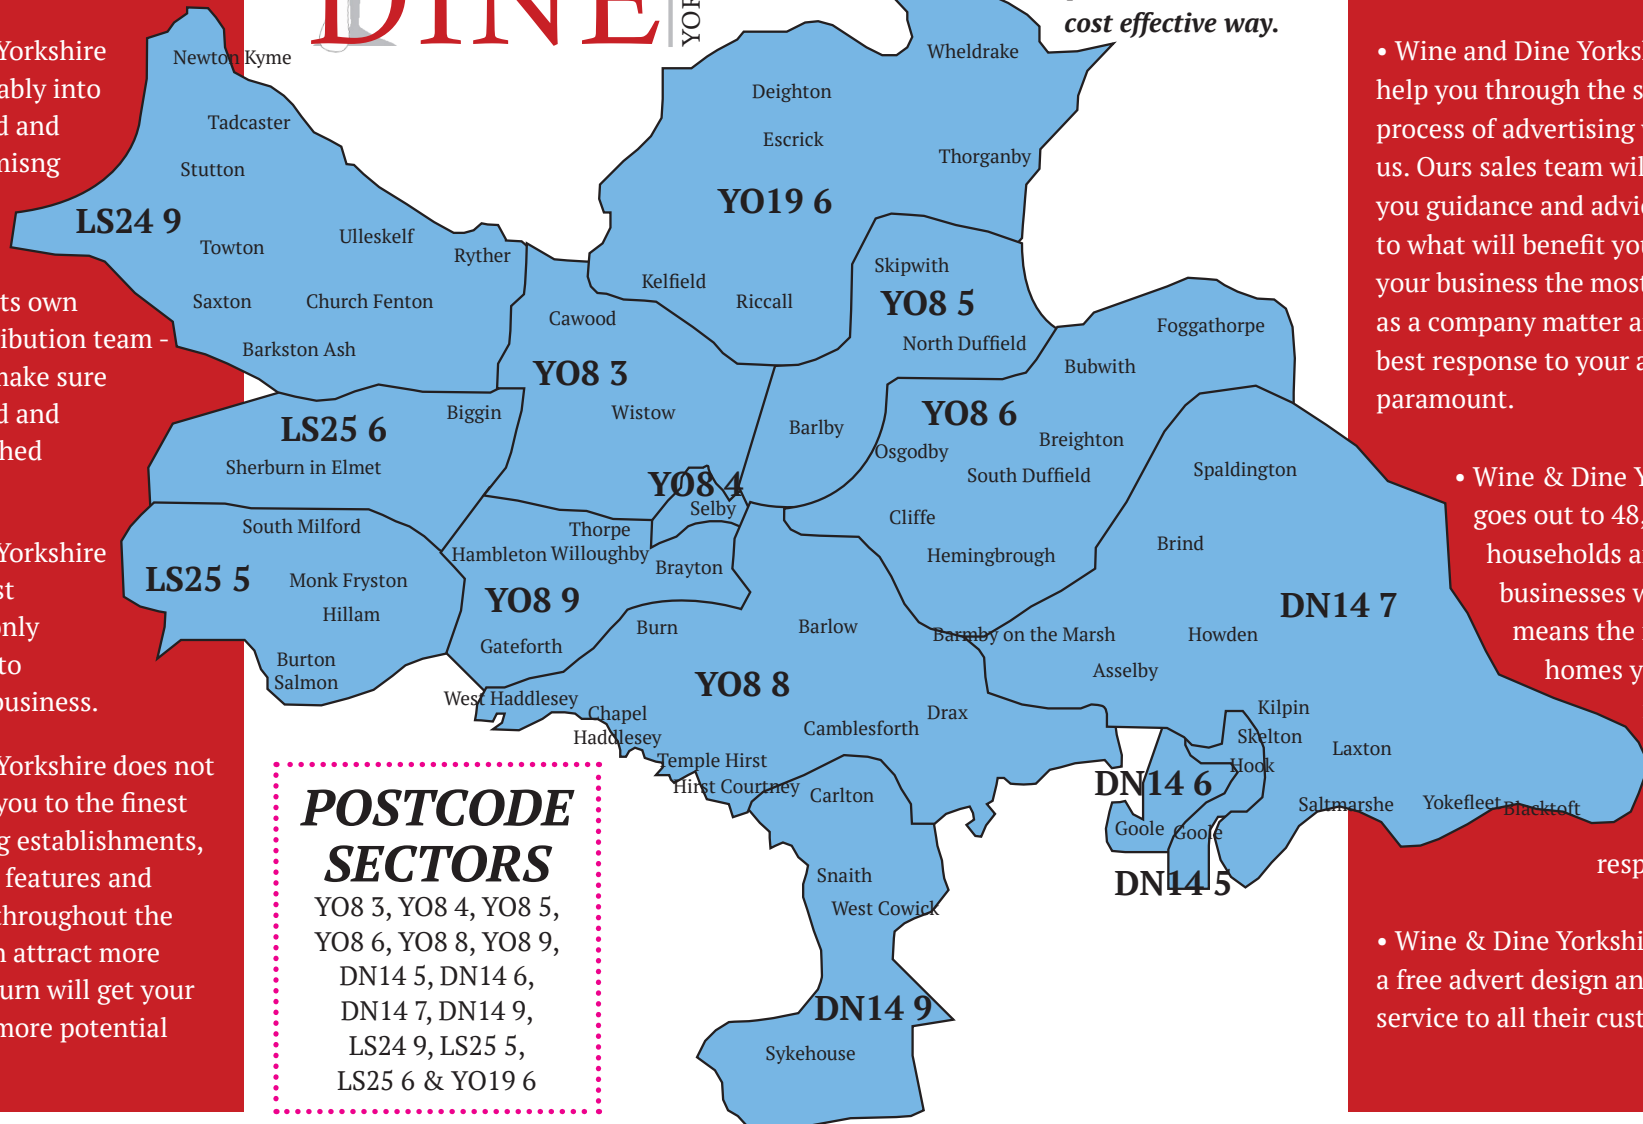 DINE
YOR
cost effective way.
Yorkshire
ably into
d and
misng
ts own
ibution team -
make sure
d and
hed
Yorkshire
st
only
to
business.
Yorkshire does not
you to the finest
g establishments,
features and
throughout the
n attract more
urn will get your
more potential
Newton Kyme
Tadcaster
Stutton
LS24 9
Towton
Ulleskelf
Ryther
Saxton
Church Fenton
Barkston Ash
Wheldrake
Deighton
Escrick
Thorganby
YO19 6
Kelfield
Riccall
Skipwith
YO8 5
North Duffield
Cawood
YO8 3
Wistow
Biggin
LS25 6
Sherburn in Elmet
Barlby
YO8 4
Selby
Foggathorpe
Bubwith
YO8 6
Breighton
Osgodby
South Duffield
Cliffe
Hemingbrough
Spaldington
Brind
DN14 7
South Milford
LS25 5
Monk Fryston
Hillam
Burton
Salmon
Thorpe
Hambleton Willoughby
Brayton
YO8 9
Gateforth
Burn
Barlow
Barmby on the Marsh
Howden
Asselby
YO8 8
West Haddlesey
Chapel
Haddlesey
Camblesforth
Drax
Temple Hirst
Hirst Courtney
Carlton
Kilpin
Skelton
Laxton
Hook
DN14 6
Saltmarshe
Yokefleet
Blacktoft
Goole
Goole
DN14 5
Snaith
West Cowick
DN14 9
Sykehouse
POSTCODE
SECTORS
YO8 3, YO8 4, YO8 5,
YO8 6, YO8 8, YO8 9,
DN14 5, DN14 6,
DN14 7, DN14 9,
LS24 9, LS25 5,
LS25 6 & YO19 6
• Wine and Dine Yorks
help you through the s
process of advertising
us. Ours sales team wil
you guidance and advi
to what will benefit you
your business the most
as a company matter a
best response to your a
paramount.
• Wine & Dine Y
goes out to 48,
households a
businesses w
means the
homes y
resp
• Wine & Dine Yorkshi
a free advert design an
service to all their cust